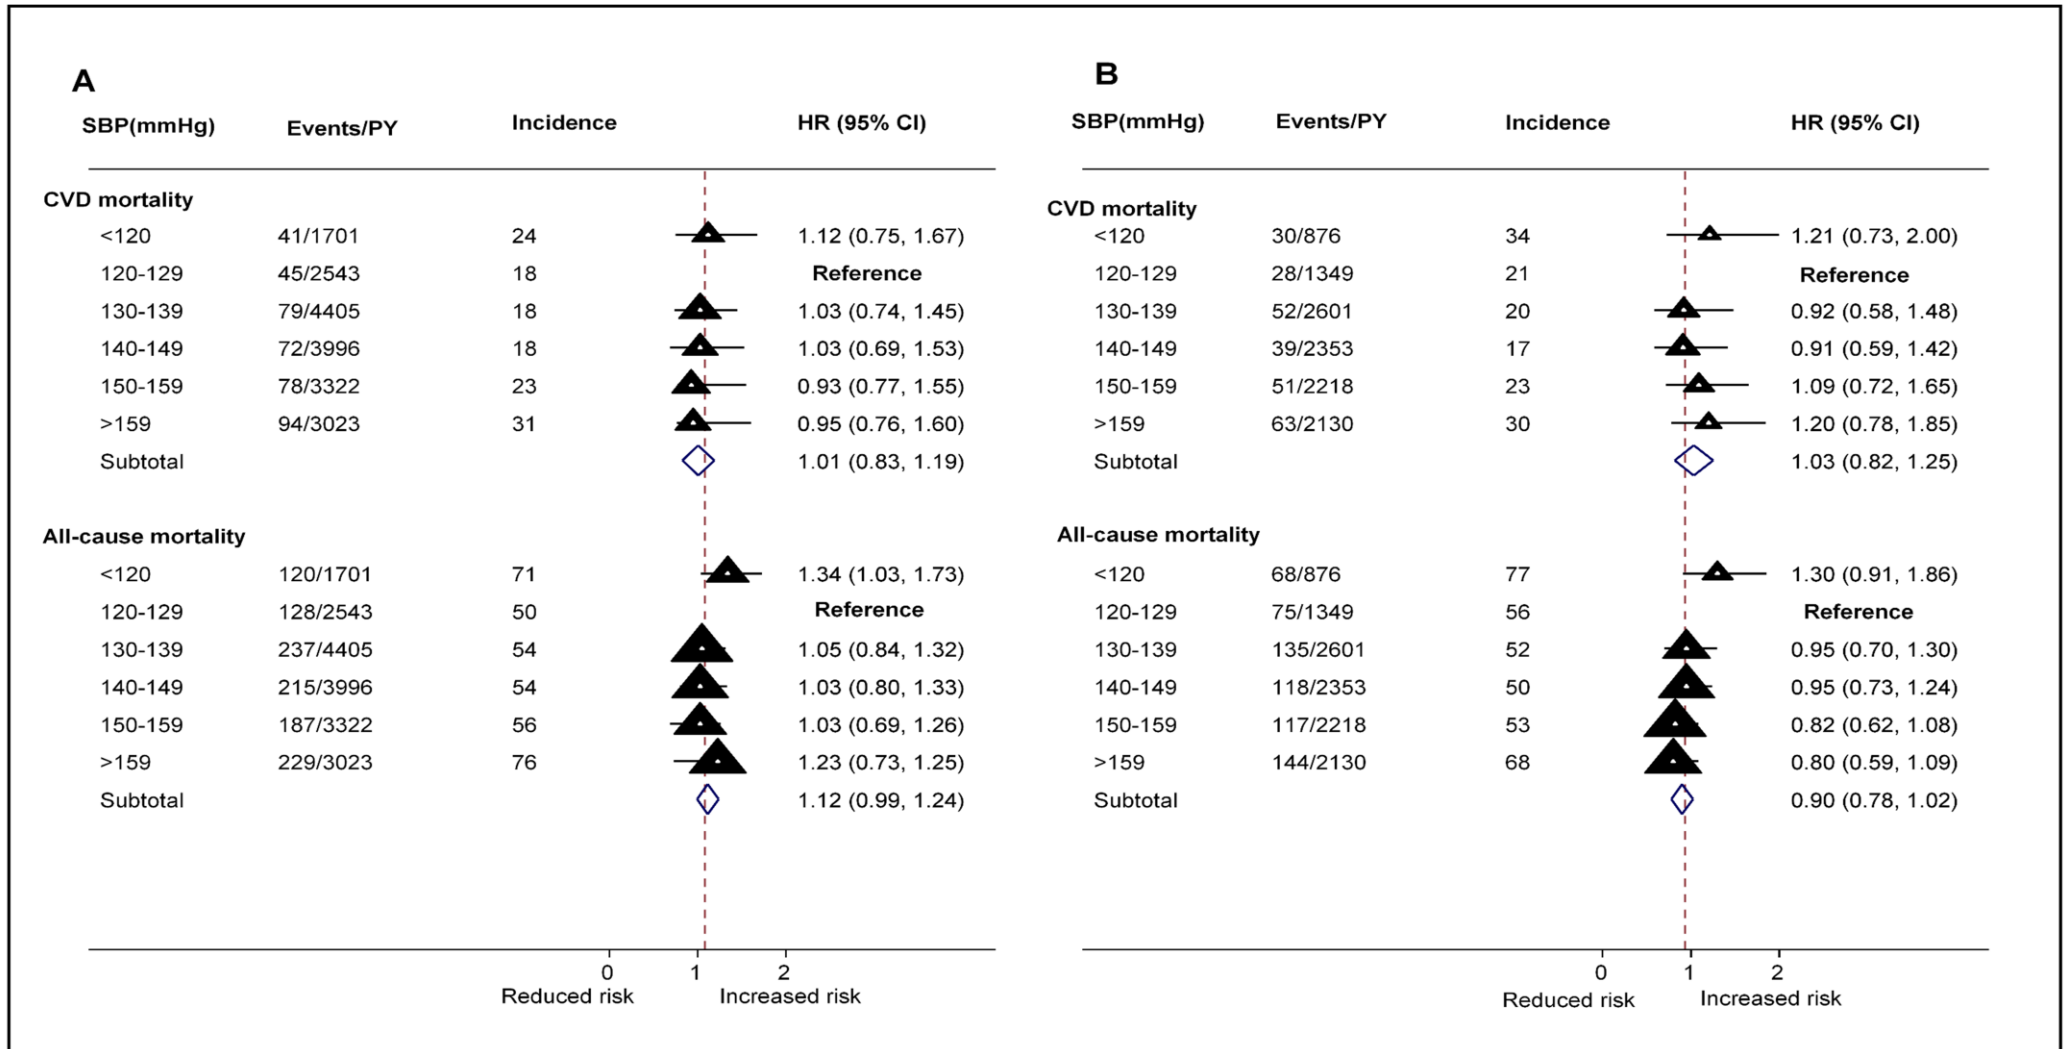 A
SBP(mmHg) Events/PY Incidence HR (95% CI)
CVD mortality
<120 41/1701 24 1.12 (0.75, 1.67)
120-129 45/2543 18 Reference
130-139 79/4405 18 1.03 (0.74, 1.45)
140-149 72/3996 18 1.03 (0.69, 1.53)
150-159 78/3322 23 0.93 (0.77, 1.55)
>159 94/3023 31 0.95 (0.76, 1.60)
Subtotal 1.01 (0.83, 1.19)
All-cause mortality
<120 120/1701 71 1.34 (1.03, 1.73)
120-129 128/2543 50 Reference
130-139 237/4405 54 1.05 (0.84, 1.32)
140-149 215/3996 54 1.03 (0.80, 1.33)
150-159 187/3322 56 1.03 (0.69, 1.26)
>159 229/3023 76 1.23 (0.73, 1.25)
Subtotal 1.12 (0.99, 1.24)
0 1 2
Reduced risk Increased risk
B
SBP(mmHg) Events/PY Incidence HR (95% CI)
CVD mortality
<120 30/876 34 1.21 (0.73, 2.00)
120-129 28/1349 21 Reference
130-139 52/2601 20 0.92 (0.58, 1.48)
140-149 39/2353 17 0.91 (0.59, 1.42)
150-159 51/2218 23 1.09 (0.72, 1.65)
>159 63/2130 30 1.20 (0.78, 1.85)
Subtotal 1.03 (0.82, 1.25)
All-cause mortality
<120 68/876 77 1.30 (0.91, 1.86)
120-129 75/1349 56 Reference
130-139 135/2601 52 0.95 (0.70, 1.30)
140-149 118/2353 50 0.95 (0.73, 1.24)
150-159 117/2218 53 0.82 (0.62, 1.08)
>159 144/2130 68 0.80 (0.59, 1.09)
Subtotal 0.90 (0.78, 1.02)
0 1 2
Reduced risk Increased risk